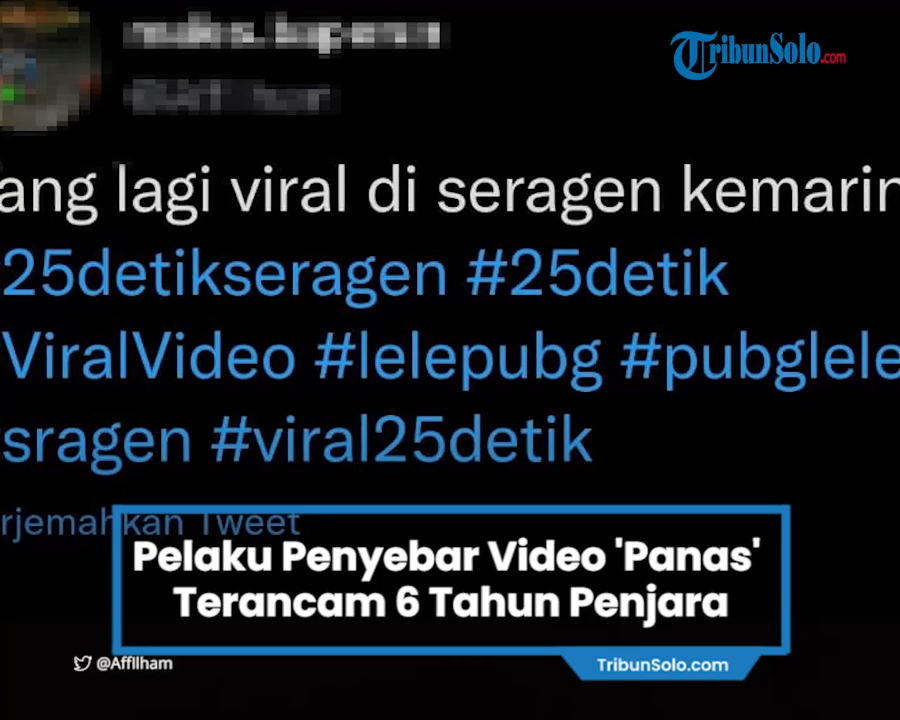 TribunSolo.com
ang lagi viral di seragen kemarin
25detikseragen #25detik
ViralVideo #lelepubg #pubglele
sragen #viral25detik
rjemahkan Tweet
Pelaku Penyebar Video 'Panas'
Terancam 6 Tahun Penjara
@AffIlham
TribunSolo.com